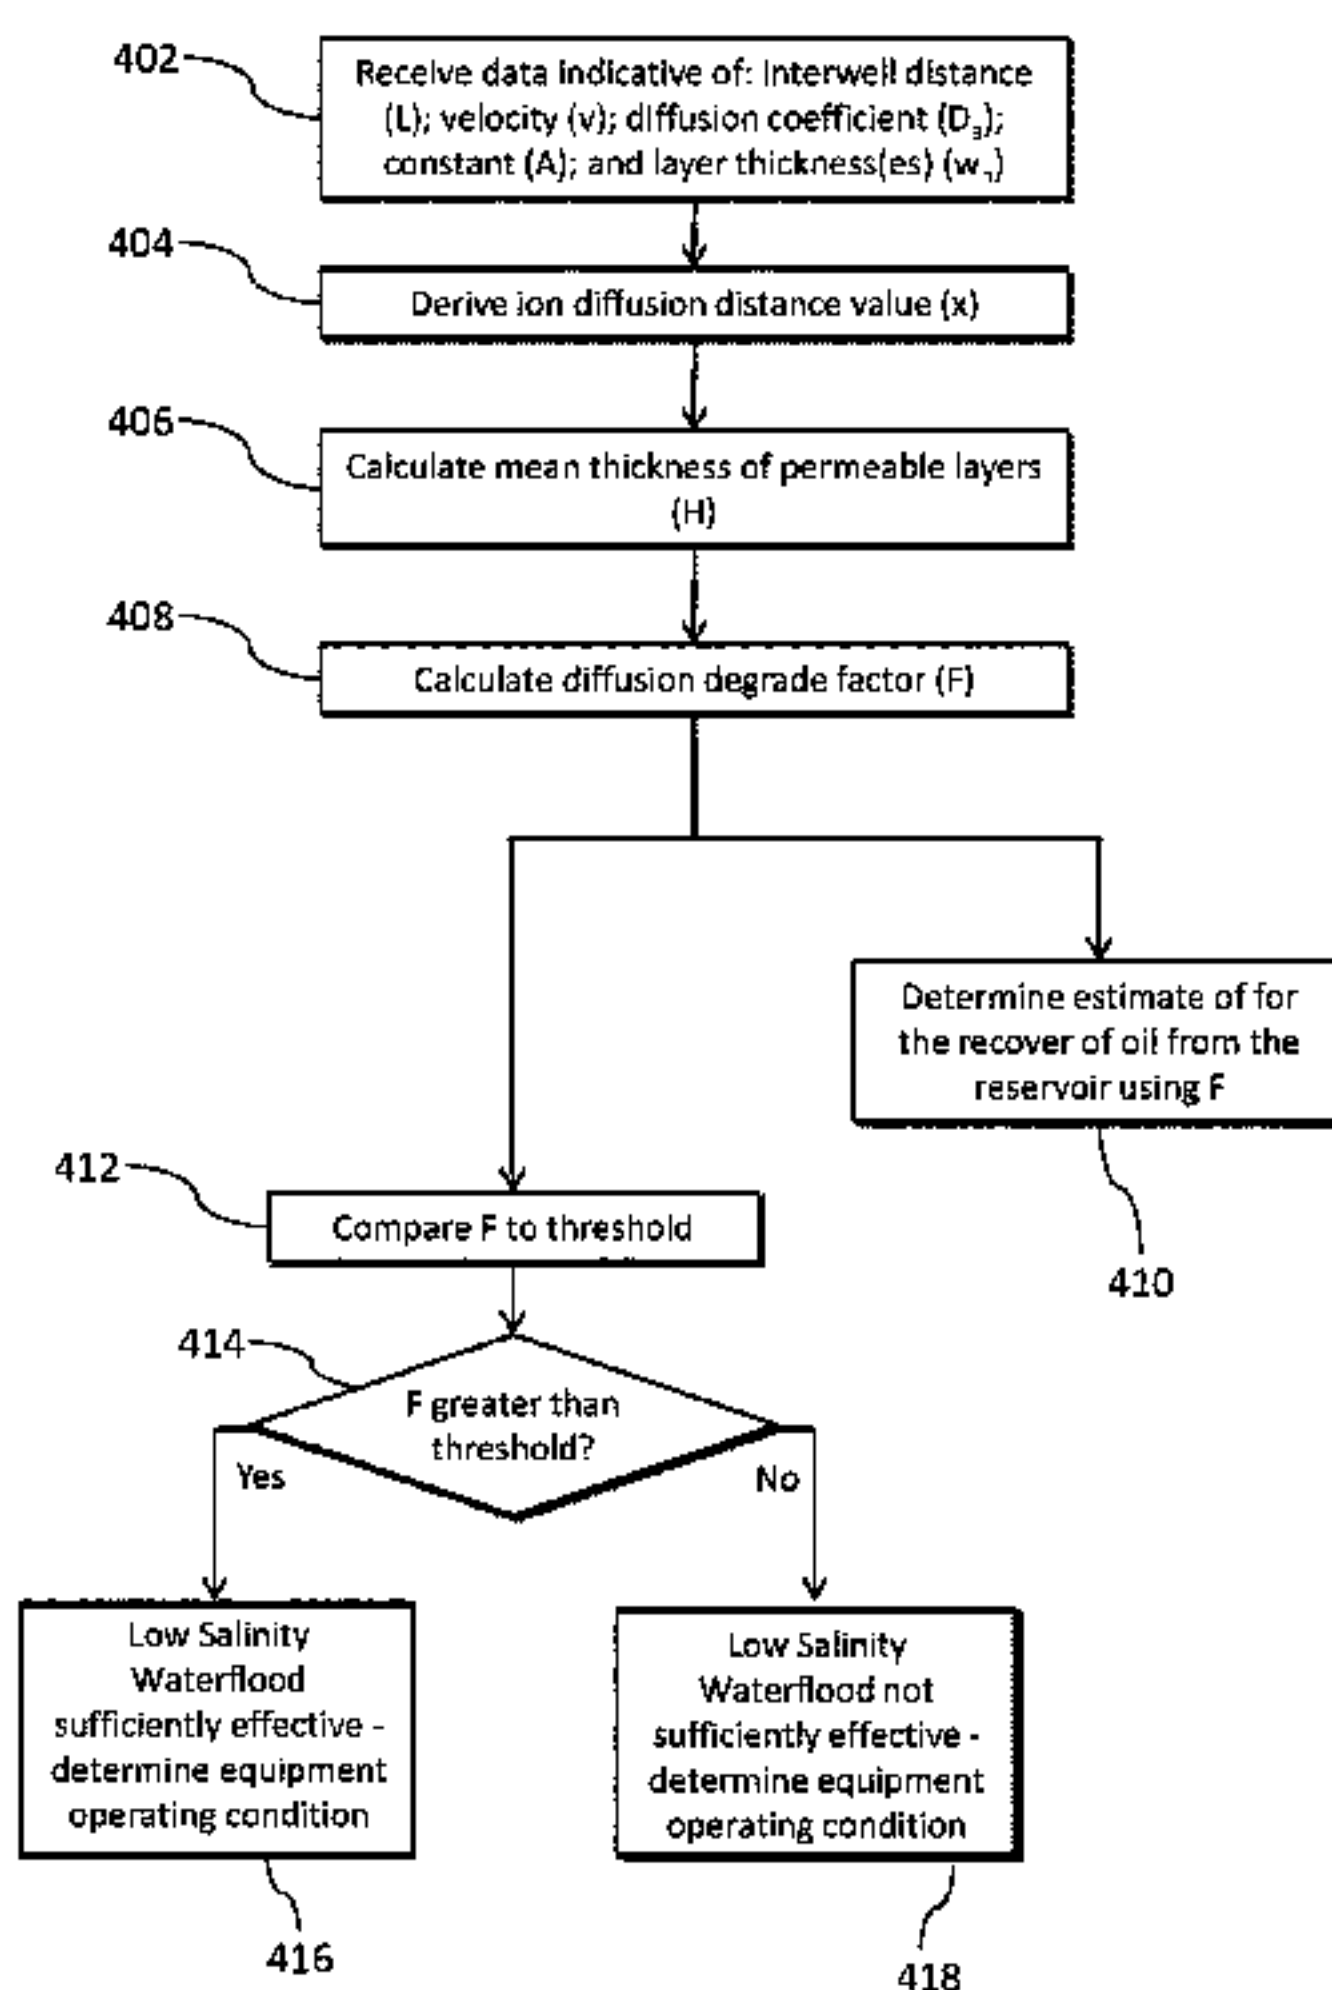 402
Receive data indicative of: Interwell distance
(L); velocity (v); diffusion coefficient (Da);
constant (A); and layer thickness(es)
404
Derive ion diffusion distance value (x)
406
Calculate mean thickness of permeable layers
(H)
408
Calculate diffusion degrade factor (F)
Determine estimate of for
the recover of oil from the
reservoir using F
410
412
Compare F to threshold
414
F greater than
threshold?
Yes
No
Low Salinity
Waterflood
sufficiently effective -
determine equipment
operating condition
416
Low Salinity
Waterflood not
sufficiently effective -
determine equipment
operating condition
418